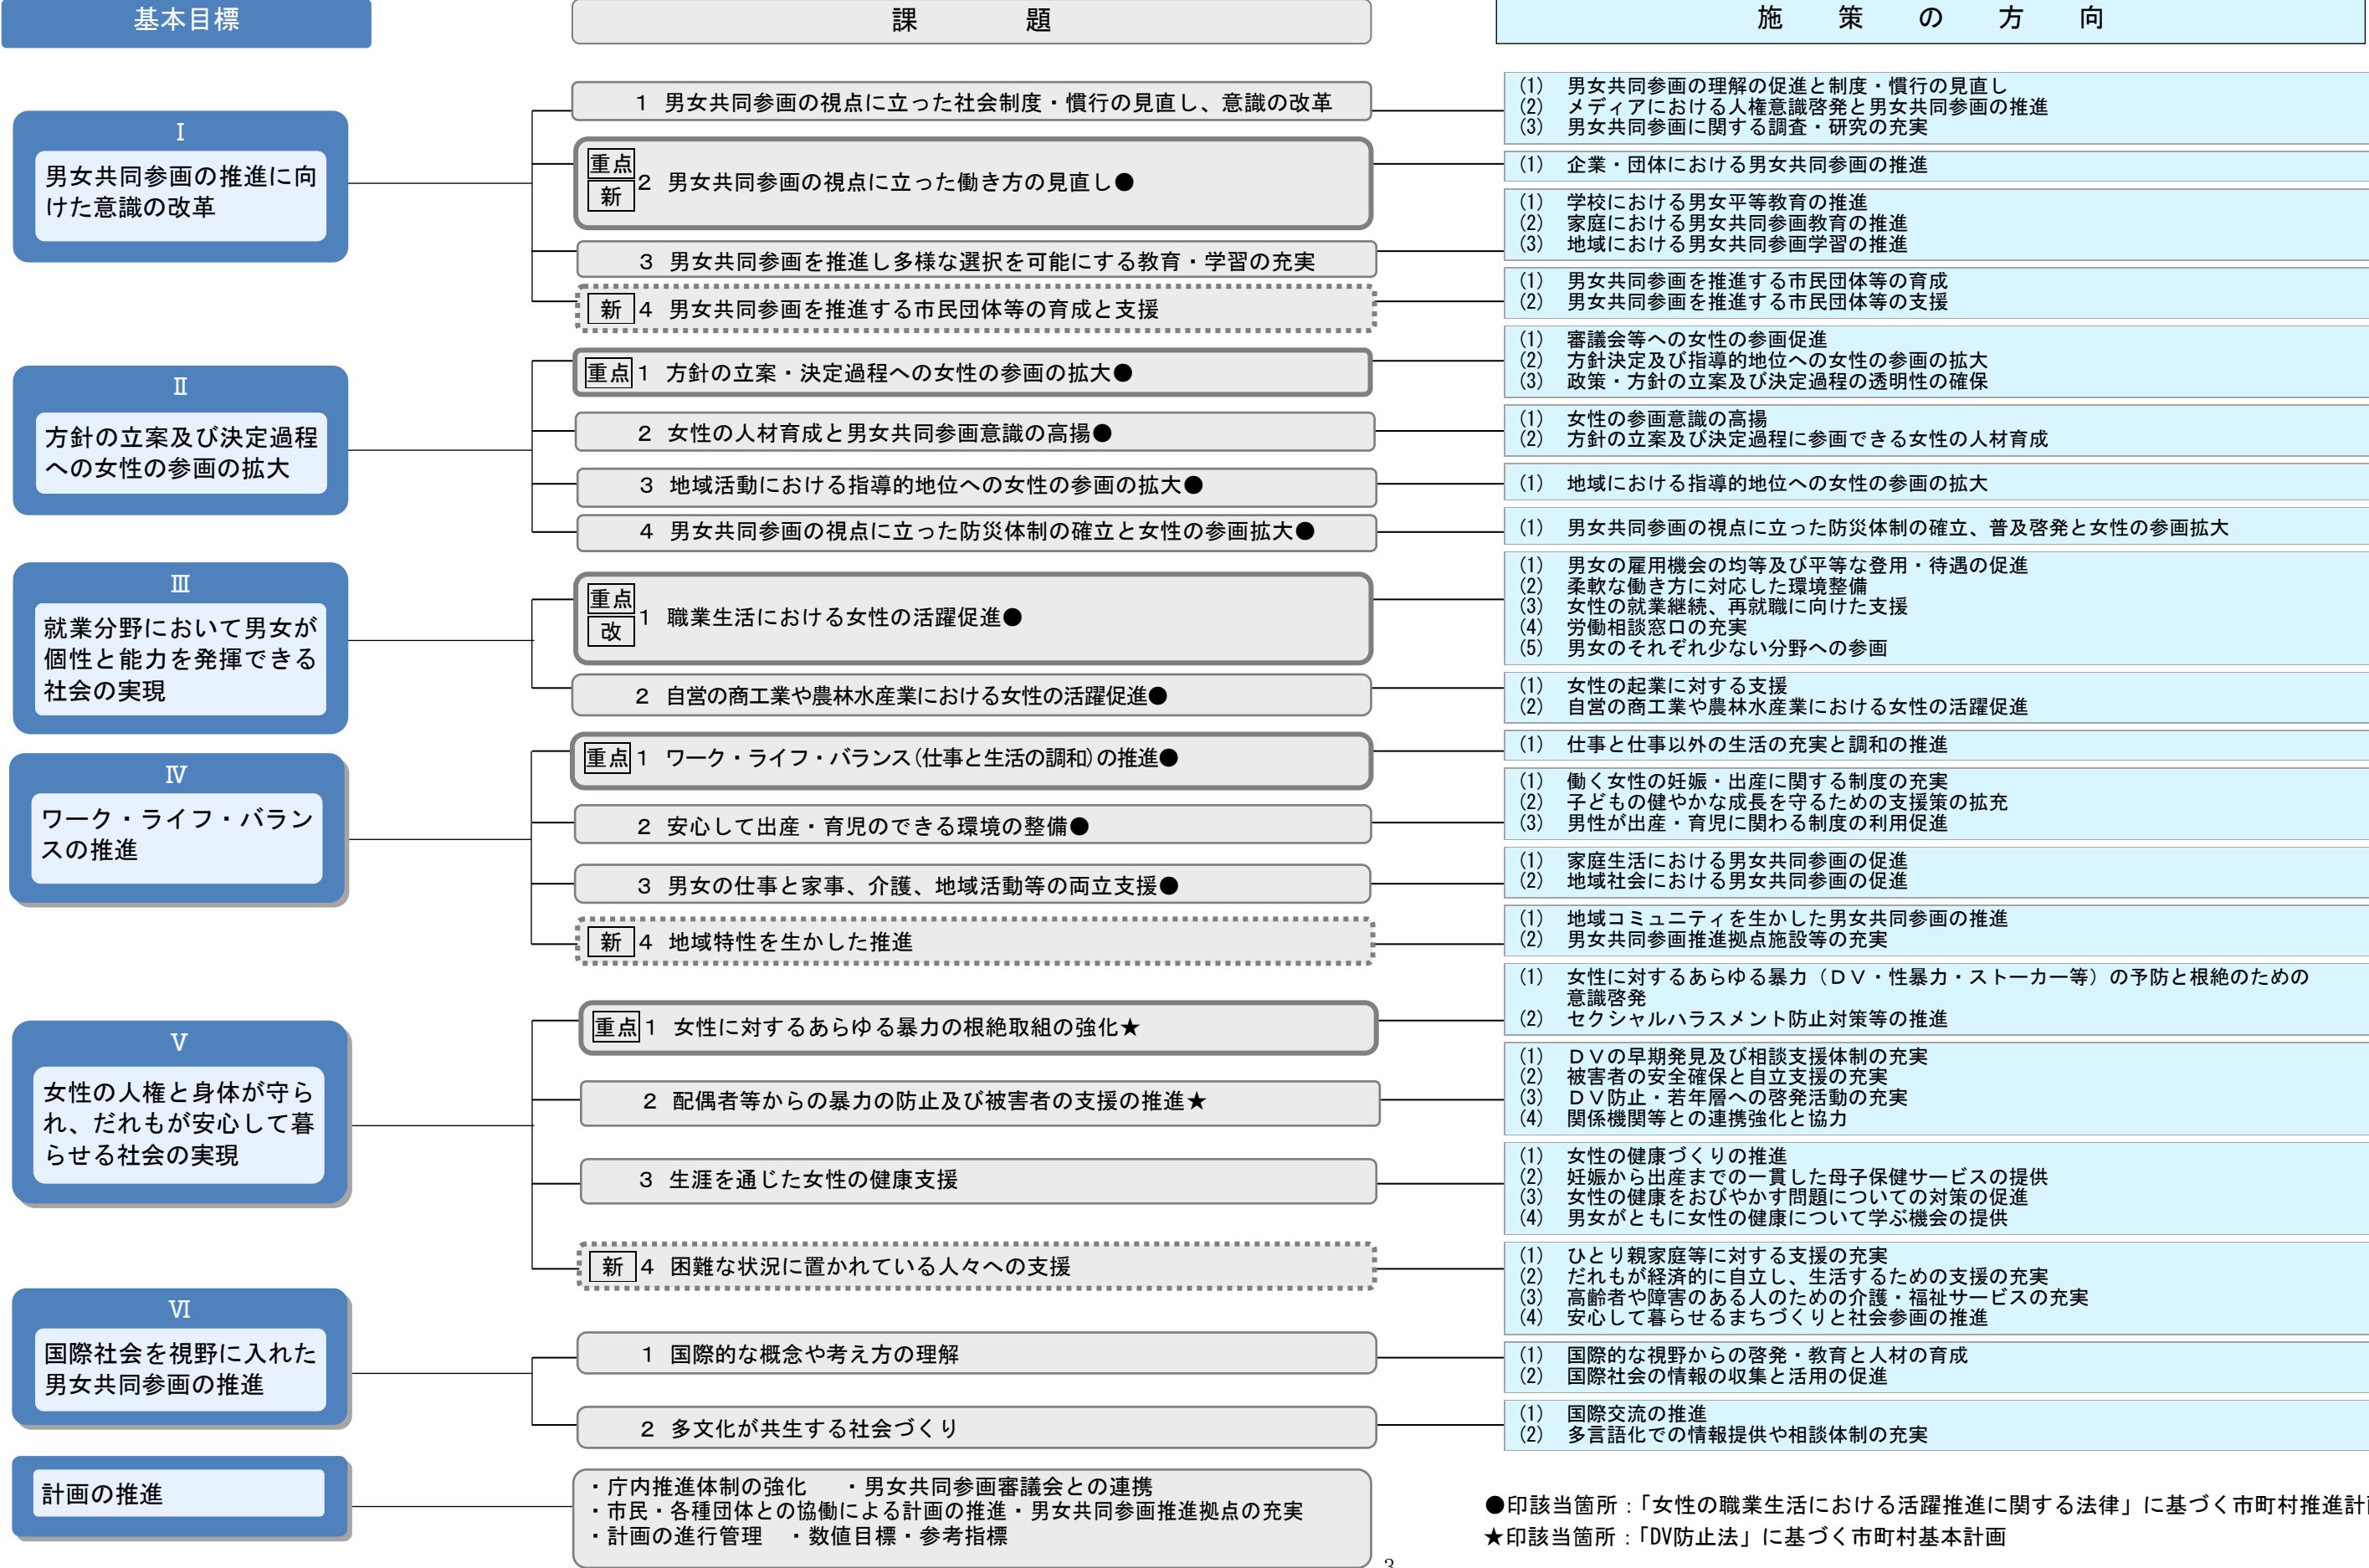 基本目標
課　題
施　策　の　方　向
Ⅰ
男女共同参画の推進に向
けた意識の改革
1 男女共同参画の視点に立った社会制度・慣行の見直し、意識の改革
(1) 男女共同参画の理解の促進と制度・慣行の見直し
(2) メディアにおける人権意識啓発と男女共同参画の推進
(3) 男女共同参画に関する調査・研究の充実
重点
新
2 男女共同参画の視点に立った働き方の見直し●
(1) 企業・団体における男女共同参画の推進
3 男女共同参画を推進し多様な選択を可能にする教育・学習の充実
(1) 学校における男女平等教育の推進
(2) 家庭における男女共同参画教育の推進
(3) 地域における男女共同参画学習の推進
新 4 男女共同参画を推進する市民団体等の育成と支援
(1) 男女共同参画を推進する市民団体等の育成
(2) 男女共同参画を推進する市民団体等の支援
Ⅱ
方針の立案及び決定過程
への女性の参画の拡大
重点 1 方針の立案・決定過程への女性の参画の拡大●
(1) 審議会等への女性の参画促進
(2) 方針決定及び指導的地位への女性の参画の拡大
(3) 政策・方針の立案及び決定過程の透明性の確保
2 女性の人材育成と男女共同参画意識の高揚●
(1) 女性の参画意識の高揚
(2) 方針の立案及び決定過程に参画できる女性の人材育成
3 地域活動における指導的地位への女性の参画の拡大●
(1) 地域における指導的地位への女性の参画の拡大
4 男女共同参画の視点に立った防災体制の確立と女性の参画拡大●
(1) 男女共同参画の視点に立った防災体制の確立、普及啓発と女性の参画拡大
Ⅲ
就業分野において男女が
個性と能力を発揮できる
社会の実現
重点
改
1 職業生活における女性の活躍促進●
(1) 男女の雇用機会の均等及び平等な登用・待遇の促進
(2) 柔軟な働き方に対応した環境整備
(3) 女性の就業継続、再就職に向けた支援
(4) 労働相談窓口の充実
(5) 男女のそれぞれ少ない分野への参画
2 自営の商工業や農林水産業における女性の活躍促進●
(1) 女性の起業に対する支援
(2) 自営の商工業や農林水産業における女性の活躍促進
Ⅳ
ワーク・ライフ・バラン
スの推進
重点 1 ワーク・ライフ・バランス(仕事と生活の調和)の推進●
(1) 仕事と仕事以外の生活の充実と調和の推進
2 安心して出産・育児のできる環境の整備●
(1) 働く女性の妊娠・出産に関する制度の充実
(2) 子どもの健やかな成長を守るための支援策の拡充
(3) 男性が出産・育児に関わる制度の利用促進
3 男女の仕事と家事、介護、地域活動等の両立支援●
(1) 家庭生活における男女共同参画の促進
(2) 地域社会における男女共同参画の促進
新 4 地域特性を生かした推進
(1) 地域コミュニティを生かした男女共同参画の推進
(2) 男女共同参画推進拠点施設等の充実
Ⅴ
女性の人権と身体が守ら
れ、だれもが安心して暮
らせる社会の実現
重点 1 女性に対するあらゆる暴力の根絶取組の強化★
(1) 女性に対するあらゆる暴力（ＤＶ・性暴力・ストーカー等）の予防と根絶のための
意識啓発
(2) セクシャルハラスメント防止対策等の推進
2 配偶者等からの暴力の防止及び被害者の支援の推進★
(1) ＤＶの早期発見及び相談支援体制の充実
(2) 被害者の安全確保と自立支援の充実
(3) ＤＶ防止・若年層への啓発活動の充実
(4) 関係機関等との連携強化と協力
3 生涯を通じた女性の健康支援
(1) 女性の健康づくりの推進
(2) 妊娠から出産までの一貫した母子保健サービスの提供
(3) 女性の健康をおびやかす問題についての対策の促進
(4) 男女がともに女性の健康について学ぶ機会の提供
新 4 困難な状況に置かれている人々への支援
(1) ひとり親家庭等に対する支援の充実
(2) だれもが経済的に自立し、生活するための支援の充実
(3) 高齢者や障害のある人のための介護・福祉サービスの充実
(4) 安心して暮らせるまちづくりと社会参画の推進
Ⅵ
国際社会を視野に入れた
男女共同参画の推進
1 国際的な概念や考え方の理解
(1) 国際的な視野からの啓発・教育と人材の育成
(2) 国際社会の情報の収集と活用の促進
2 多文化が共生する社会づくり
(1) 国際交流の推進
(2) 多言語化での情報提供や相談体制の充実
計画の推進
・庁内推進体制の強化　・男女共同参画審議会との連携
・市民・各種団体との協働による計画の推進・男女共同参画推進拠点の充実
・計画の進行管理　・数値目標・参考指標
●印該当箇所：「女性の職業生活における活躍推進に関する法律」に基づく市町村推進計
★印該当箇所：「DV防止法」に基づく市町村基本計画